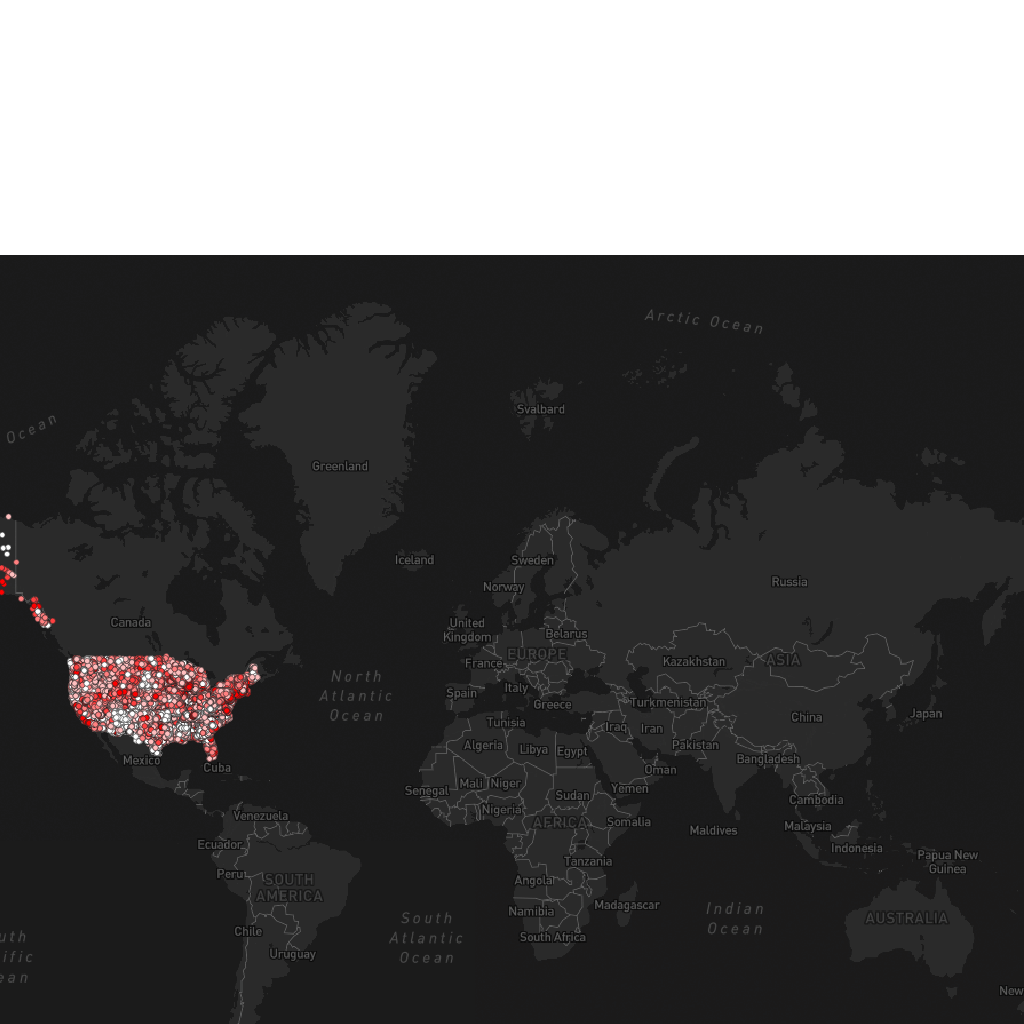 Arctic Ocean
Ocean
Svalbard
Greenland
Iceland
Sweden
Norway
Russia
Canada
United
Kingdom
Belarus
EUROPE
France
Kazakhstan
ASIA
North
Atlantic
Ocean
Spain
Italy
Greece
Turkmenistan
China
Japan
Tunisia
Iraq
Iran
Algeria
Libya
Egypt
Pakistan
Mexico
Cuba
Bangladesh
Oman
Mali
Niger
Senegal
Sudan
Yemen
Cambodia
Venezuela
Nigeria
AFRICA
Somalia
Maldives
Malaysia
Ecuador
Indonesia
Papua New
Guinea
Tanzania
Peru
SOUTH
AMERICA
Angola
Madagascar
Namibia
Indian
Ocean
AUSTRALIA
South
Atlantic
Ocean
Chile
South Africa
uth
ific
ean
Uruguay
New